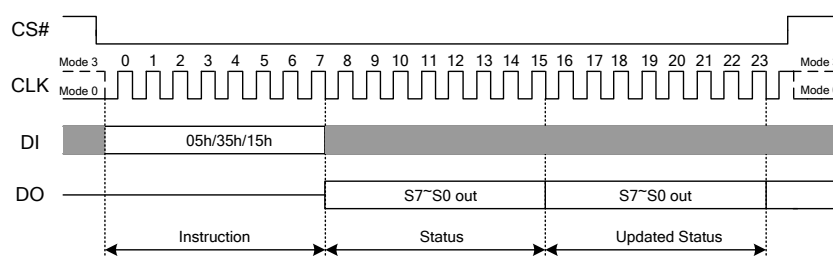 CS#
Mode 3 0 1 2 3 4 5 6 7 8 9 10 11 12 13 14 15 16 17 18 19 20 21 22 23 Mode
CLK
Mode 0 Mode
DI 05h/35h/15h
DO S7~S0 out S7~S0 out
Instruction Status Updated Status